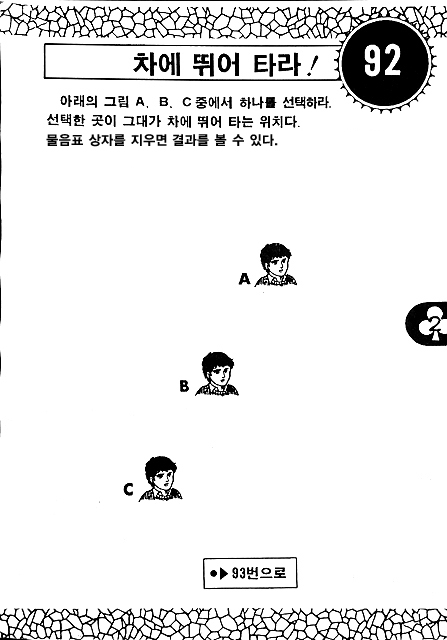 92
차에 뛰어 타라!
아래의 그림 A, B, C 중에서 하나를 선택하라.
선택한 곳이 그대가 차에 뛰어 타는 위치다.
물음표 상자를 지우면 결과를 볼 수 있다.
A
2
B
C
●▶93번으로